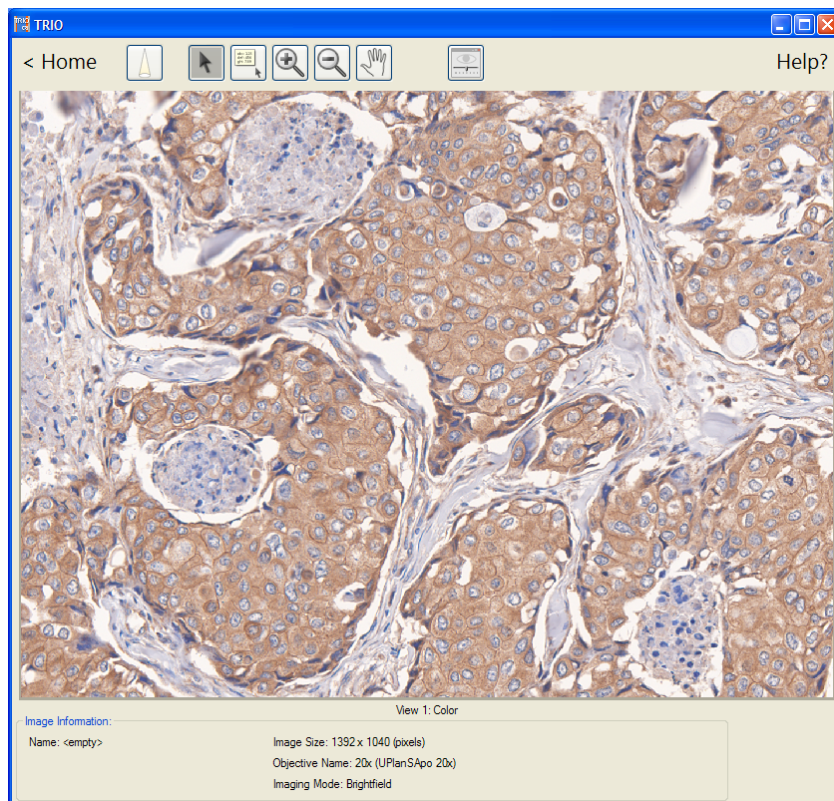 TRIO
< Home
Help?
View 1: Color
Image Information:
Name: <empty>
Image Size: 1392 x 1040 (pixels)
Objective Name: 20x (UPlanSApo 20x)
Imaging Mode: Brightfield